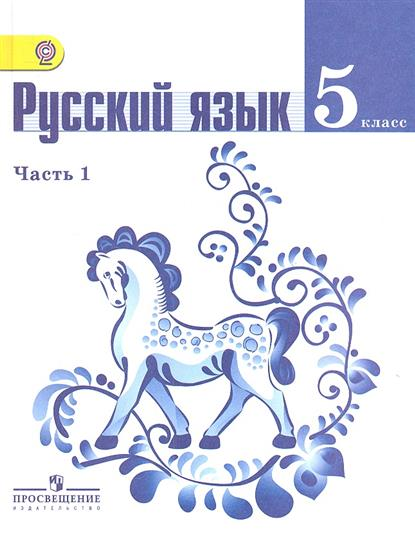 Русский язык
5
класс
Часть 1
ПРОСВЕЩЕНИЕ
ИЗДАТЕЛЬСТВО